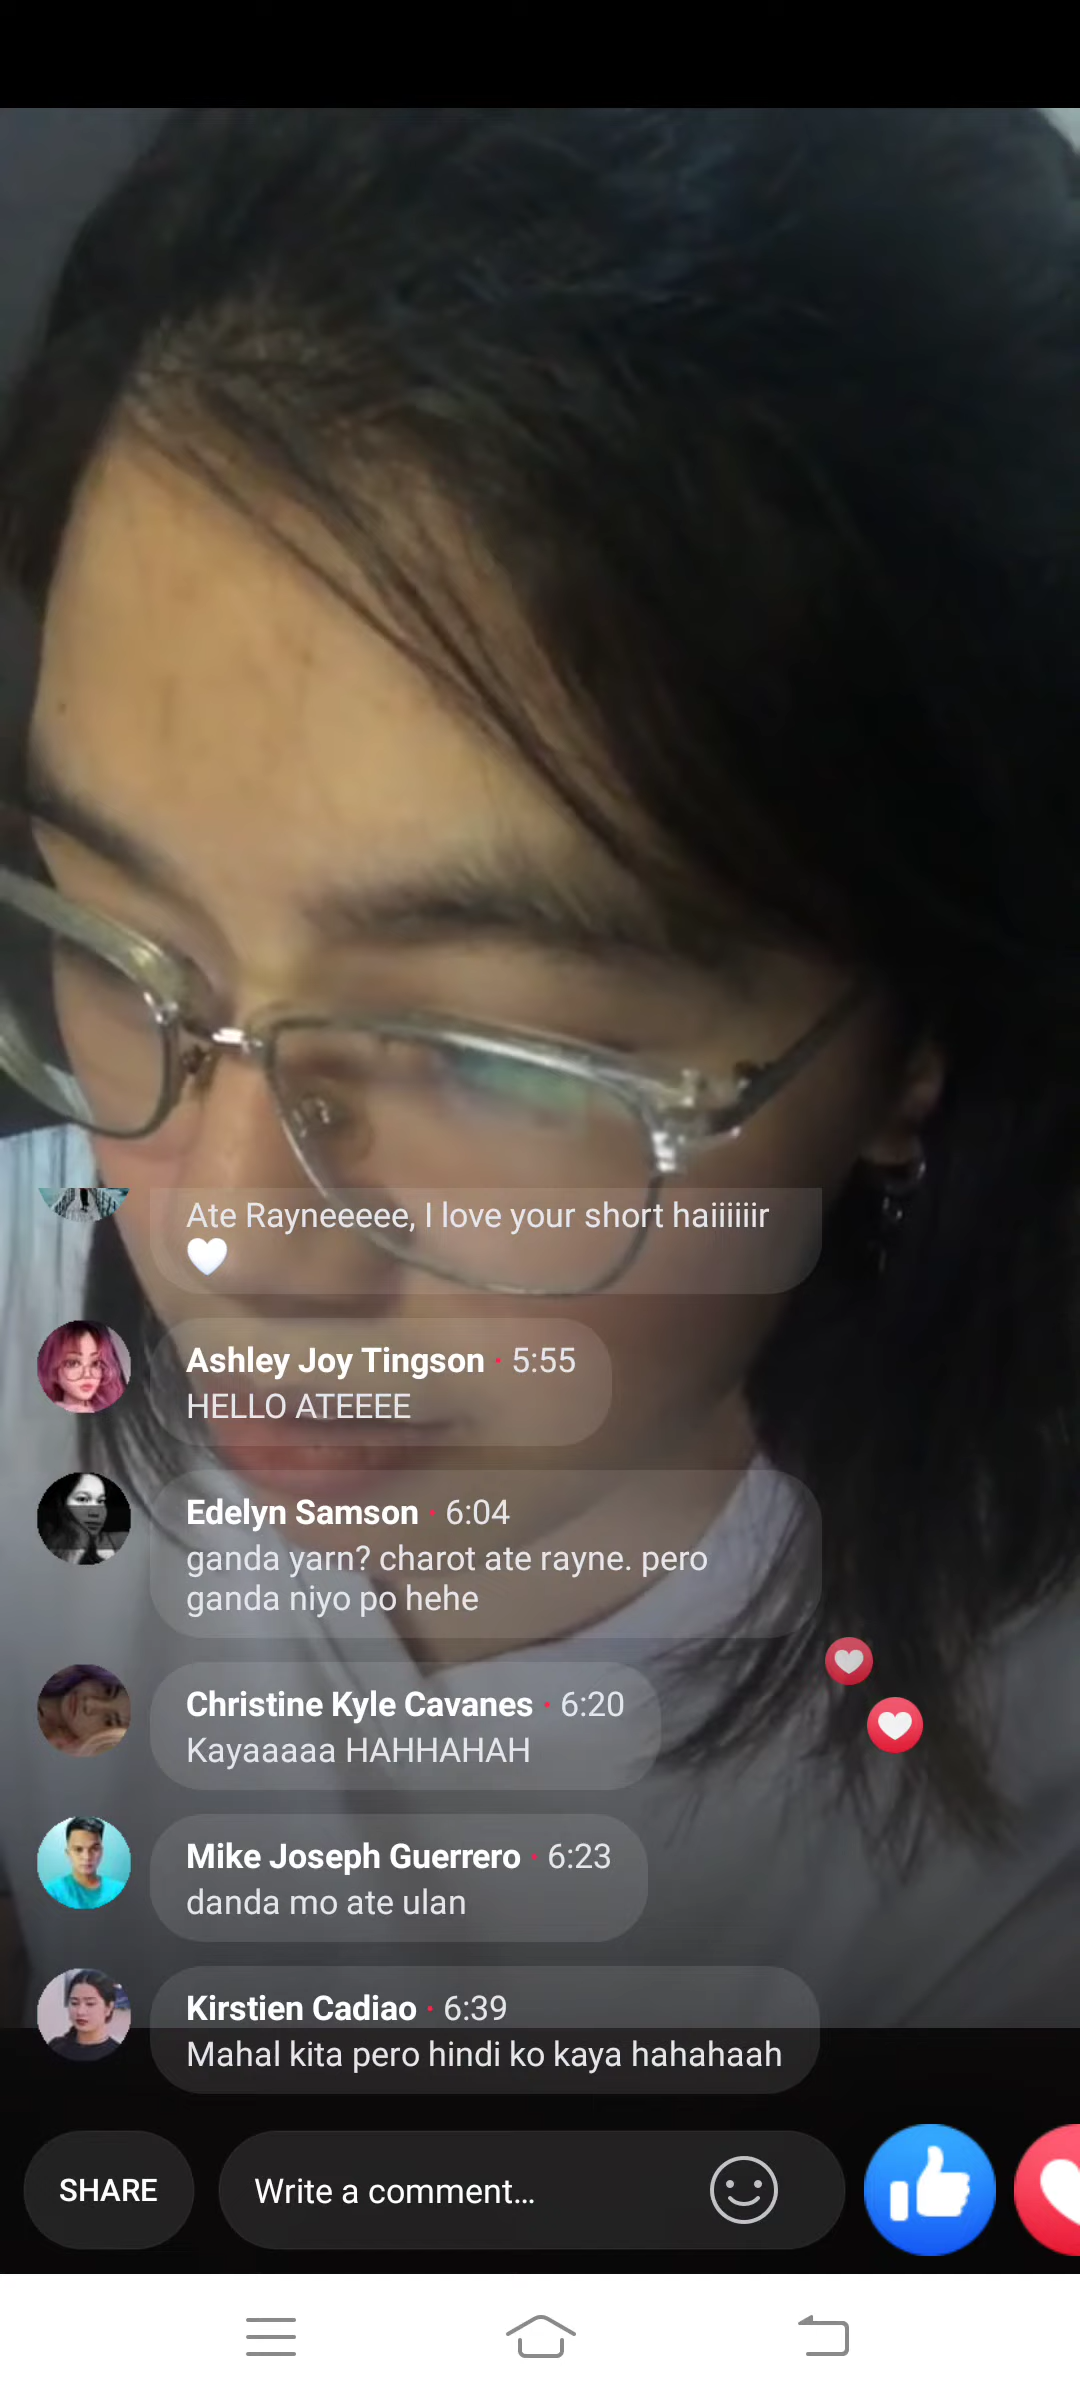 Ate Rayneeeee, I love your short haiiiiiir
🤍
Ashley Joy Tingson · 5:55
HELLO ATEEEE
Edelyn Samson · 6:04
ganda yarn? charot ate rayne. pero
ganda niyo po hehe
Christine Kyle Cavanes · 6:20
Kayaaaaa HAHHAHAH
Mike Joseph Guerrero · 6:23
danda mo ate ulan
Kirstien Cadiao · 6:39
Mahal kita pero hindi ko kaya hahahaah
SHARE
Write a comment...